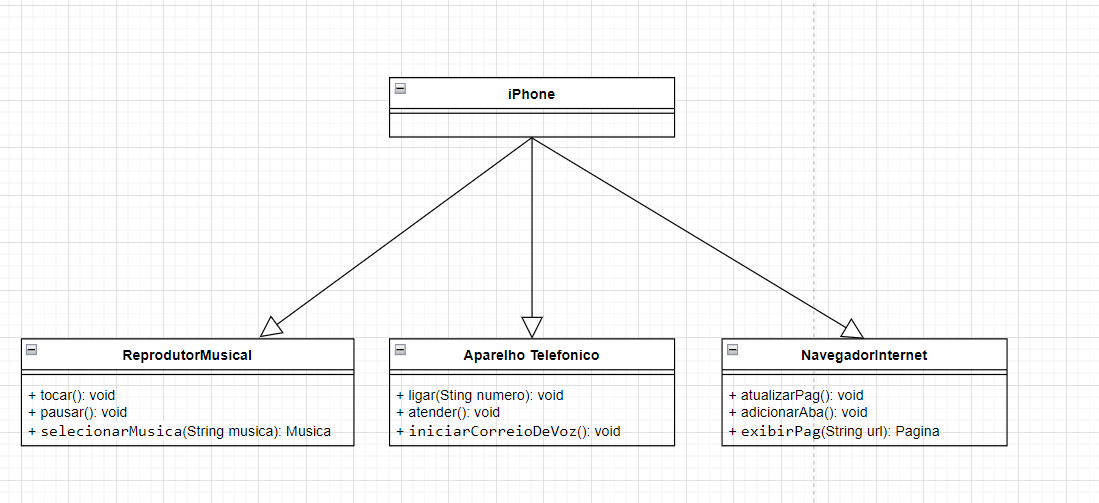 iPhone
ReprodutorMusical
+ tocar(): void
+ pausar(): void
+ selecionarMusica(String musica): Musica
Aparelho Telefonico
+ ligar(Sting numero): void
+ atender(): void
+ iniciarCorreioDeVoz(): void
NavegadorInternet
+ atualizarPag(): void
+ adicionarAba(): void
+ exibirPag(String url): Pagina